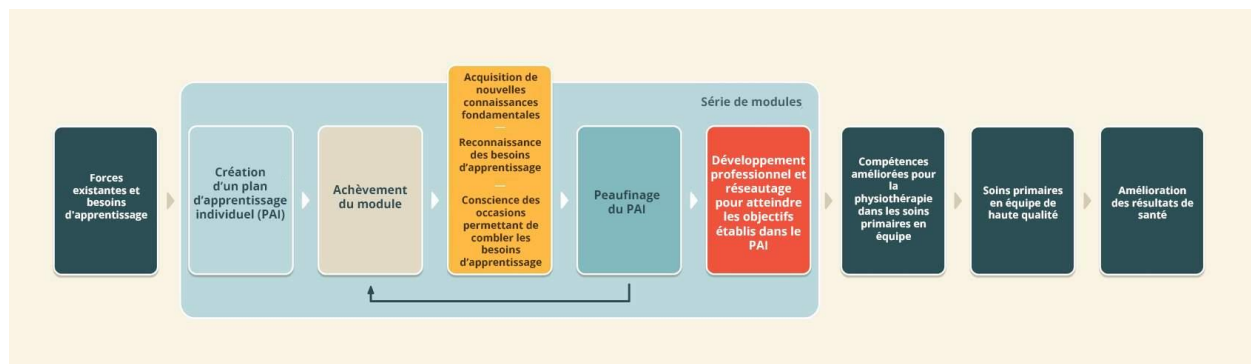 Série de modules
Forces
existantes et
besoins
d'apprentissage
Création
d'un plan
d'apprentissage
individuel (PAI)
Achèvement
du module
Acquisition de
nouvelles
connaissances
fondamentales
Reconnaissance
des besoins
d'apprentissage
Conscience des
occasions
permettant de
combler les
besoins
d'apprentissage
Peaufinage
du PAI
Développement
professionnel et
réseautage
pour atteindre
les objectifs
établis dans le
PAI
Compétences
améliorées pour
la
physiothérapie
dans les soins
primaires en
équipe
Soins primaires
en équipe de
haute qualité
Amélioration
des résultats de
santé